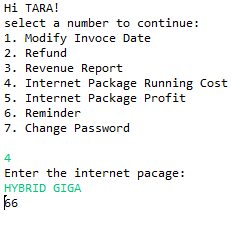 Hi TARA!
select a number to continue:
1. Modify Invoce Date
2. Refund
3. Revenue Report
4. Internet Package Running Cost
5. Internet Package Profit
6. Reminder
7. Change Password
4
Enter the internet pacage:
HYBRID GIGA
66